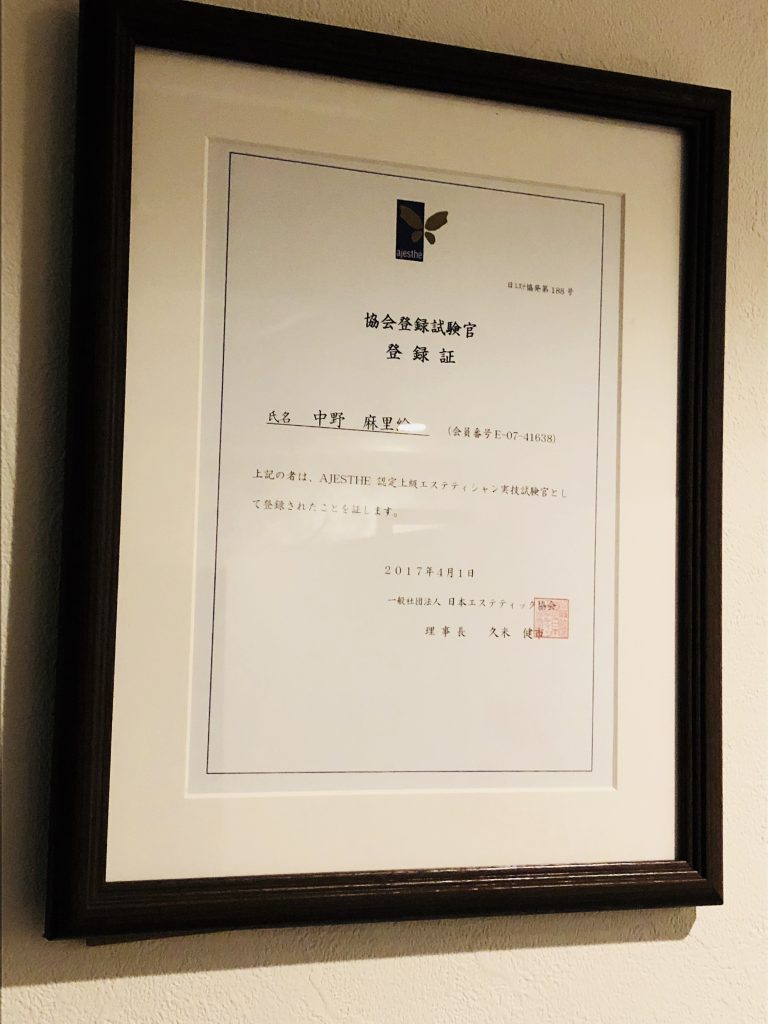 ajesthe
日エステ協発第188号
協会登録試験官
登録証
氏名 中野 麻里絵 (会員番号E-07-41638)
上記の者は、AJESTHE 認定上級エステティシャン実技試験官とし
て登録されたことを証します。
2017年4月1日
一般社団法人 日本エステティック協会
理事長 久米 健市